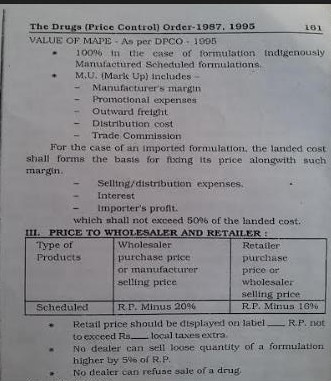 The Drugs (Price Control) Order-1987, 1995 161
VALUE OF MAPE - As per DPCO - 1995
* 100% in the case of formulation indigenously
Manufactured Scheduled formulations.
* M.U. (Mark Up) includes –
– Manufacturer's margin
– Promotional expenses
– Outward freight
– Distribution cost
– Trade Commission
For the case of an imported formulation, the landed cost
shall forms the basis for fixing its price alongwith such
margin.
– Selling/distribution expenses.
– Interest
– Importer's profit.
which shall not exceed 50% of the landed cost.
III. PRICE TO WHOLESALER AND RETAILER :
Type of Wholesaler Retailer
Products purchase price purchase
or manufacturer price or
selling price wholesaler
selling price
Scheduled R.P. Minus 20% R.P. Minus 16%
* Retail price should be displayed on label ___ R.P. not
to exceed Rs___ local taxes extra.
* No dealer can sell loose quantity of a formulation
higher by 5% of R.P.
* No dealer can refuse sale of a drug.